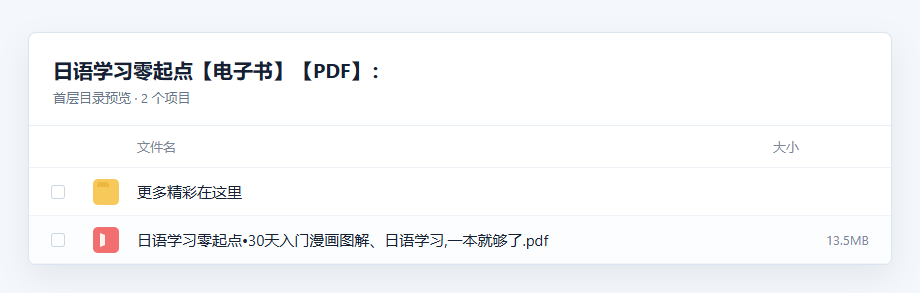 日语学习零起点【电子书】【PDF】:
首层目录预览 · 2 个项目
文件名 大小
更多精彩在这里
日语学习零起点•30天入门漫画图解、日语学习,一本就够了.pdf 13.5MB